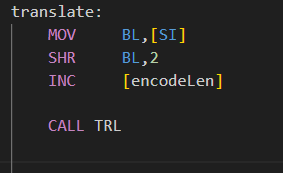 translate:
MOV BL,[SI]
SHR BL,2
INC [encodeLen]
CALL TRL